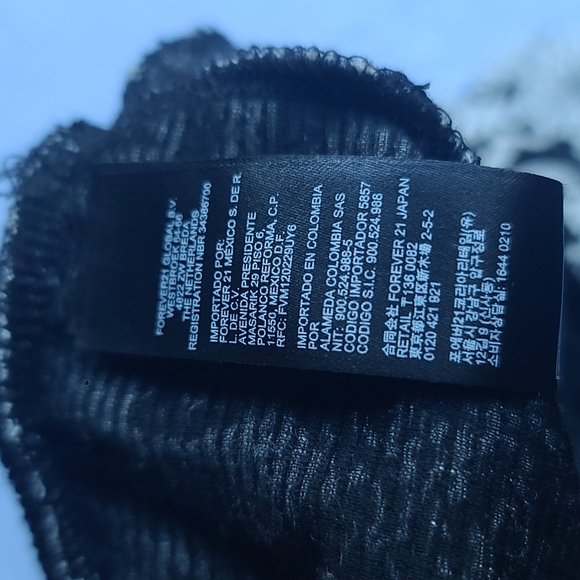 FOREVER21 GLOBAL B.V.
4822 ZN BREDA
THE NETHERLANDS
REGISTRATION NBR 34366700
IMPORTADO POR:
FOREVER 21 MÉXICO S. DE.R.
L. DE C.V.
AVENIDA PRESIDENTE
MASARIK 29 PISO 6,
POLANCO REFORMA, C.P.
11550, MEXICO D.F.
RFC: FVM120229UY6
IMPORTADO EN COLOMBIA
POR
ALAMEDA COLOMBIA SAS
NIT: 900.524.988-5
CODIGO IMPORTADOR 5857
CODIGO S.I.C. 900.524.988
合同会社 FOREVER 21 JAPAN
RETAIL 〒136 0082
東京都江東区新木場 2-5-2
0120 421 921
포에버21코리아리테일(유)
서울시 강남구 압구정로
12길 9 (신사동)
소비자상담실: 1644 0210